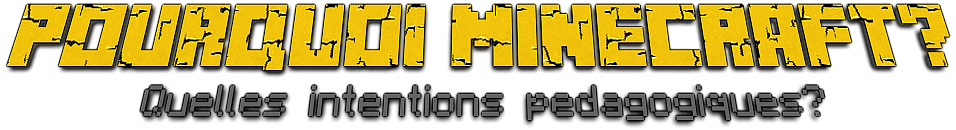 POURQUOI MINECRAFT?
Quelles intentions pedagogiques?